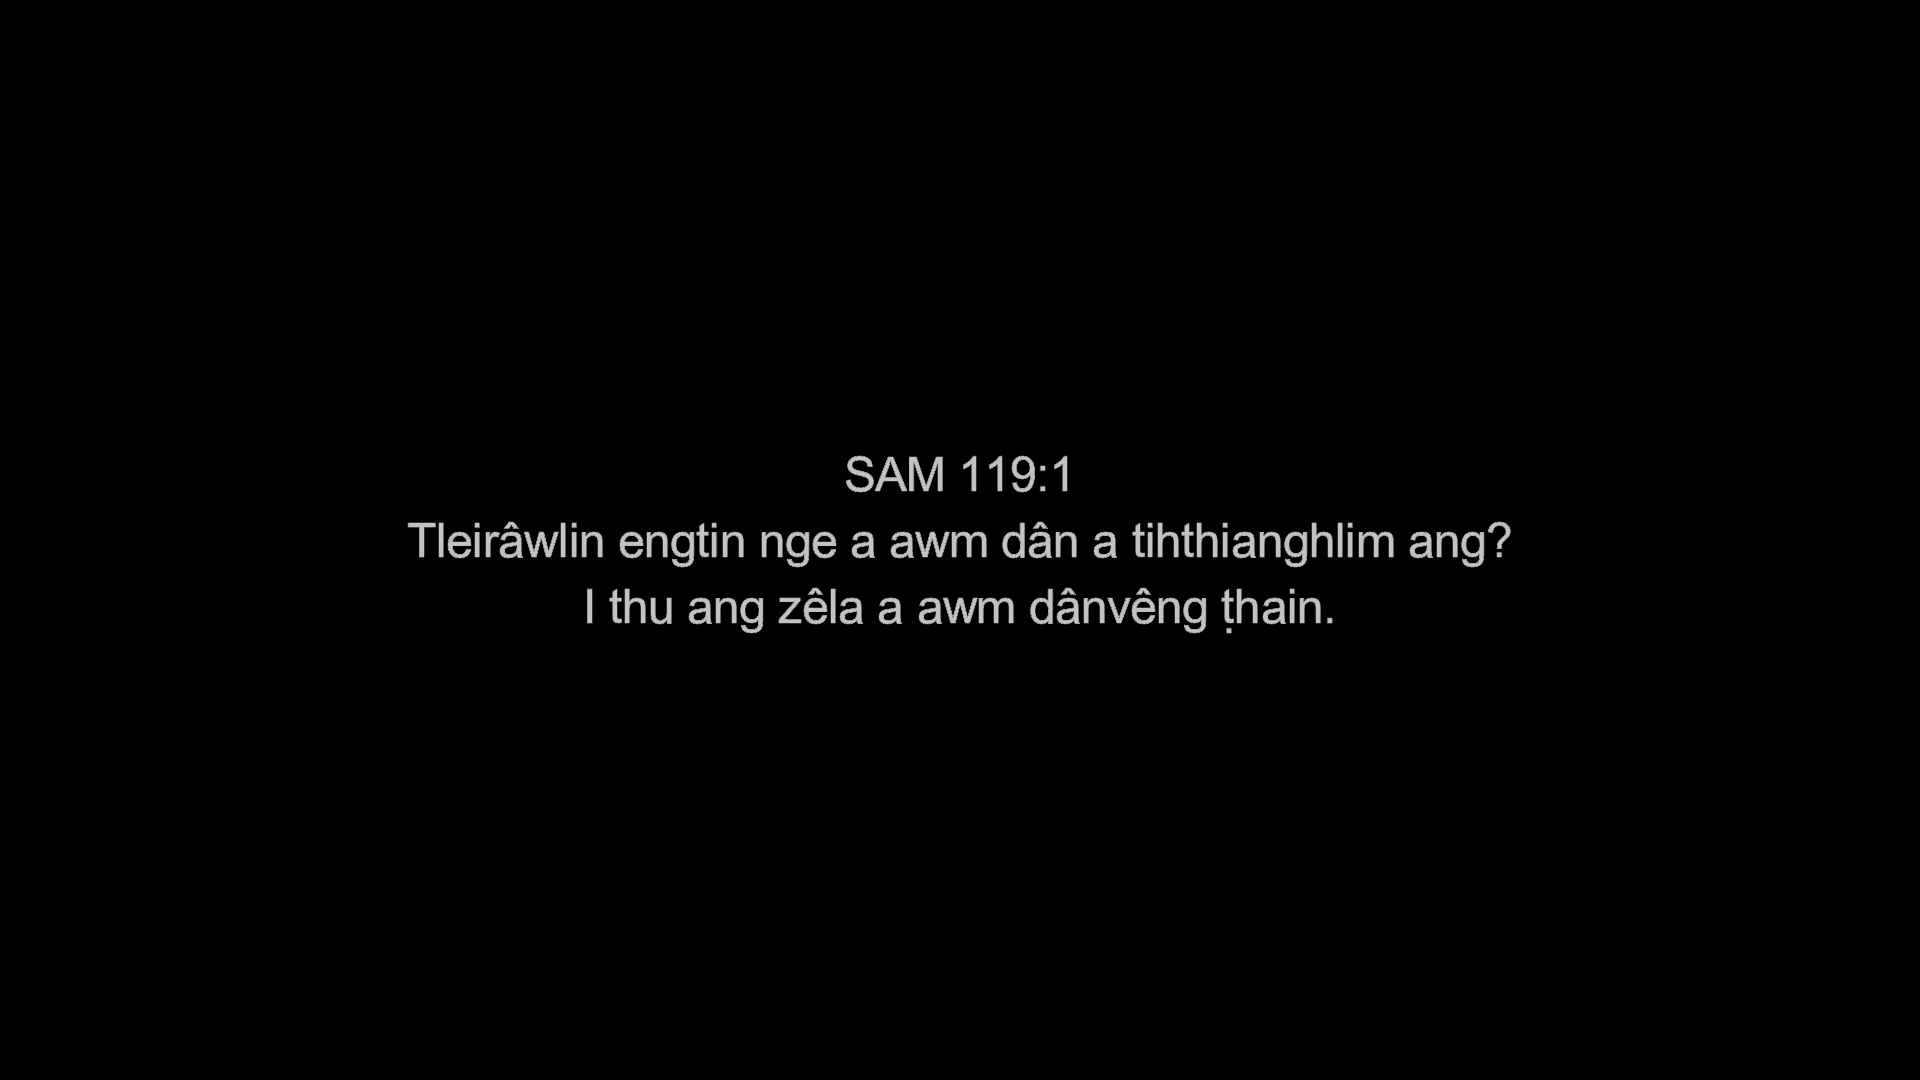 SAM 119:1
Tleirâwlin engtin nge a awm dân a tihthianghlim ang?
I thu ang zêla a awm dânvêng ṭhain.